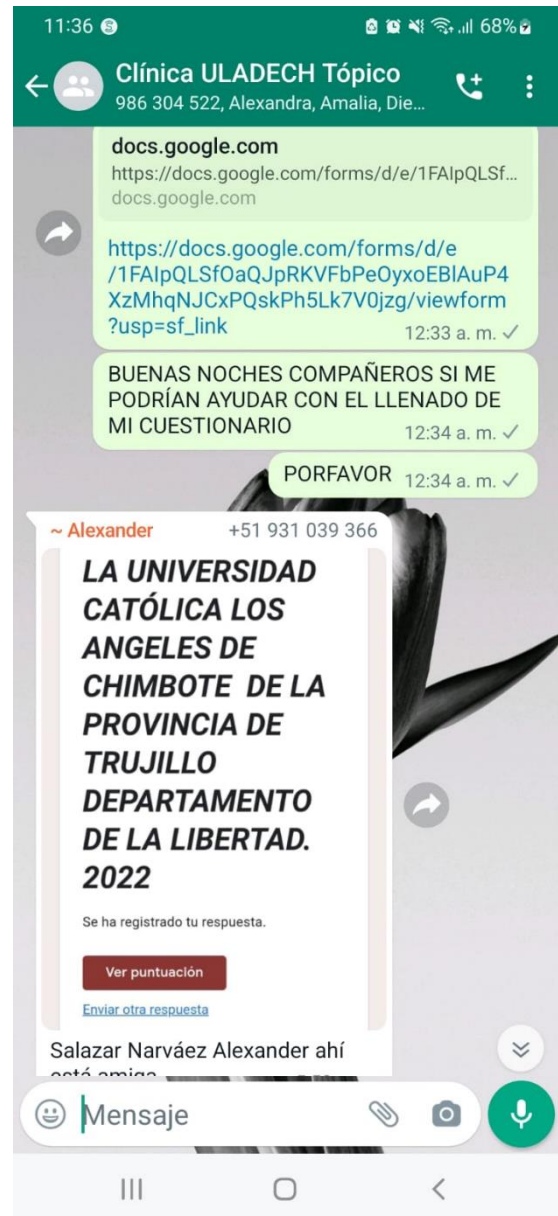 11:36
68%
Clínica ULADECH Tópico
986 304 522, Alexandra, Amalia, Die...
docs.google.com
https://docs.google.com/forms/d/e/1FAIpQLSf...
docs.google.com
https://docs.google.com/forms/d/e
/1FAIpQLSfOaQJpRKVFbPeOyxoEBlAuP4
XzMhqNJCxPQskPh5Lk7V0jzg/viewform
?usp=sf_link
12:33 a. m.
BUENAS NOCHES COMPAÑEROS SI ME
PODRÍAN AYUDAR CON EL LLENADO DE
MI CUESTIONARIO
12:34 a. m.
PORFAVOR 12:34 a. m.
~ Alexander +51 931 039 366
LA UNIVERSIDAD
CATÓLICA LOS
ANGELES DE
CHIMBOTE DE LA
PROVINCIA DE
TRUJILLO
DEPARTAMENTO
DE LA LIBERTAD.
2022
Se ha registrado tu respuesta.
Ver puntuación
Enviar otra respuesta
Salazar Narváez Alexander ahí
está amiga
Mensaje